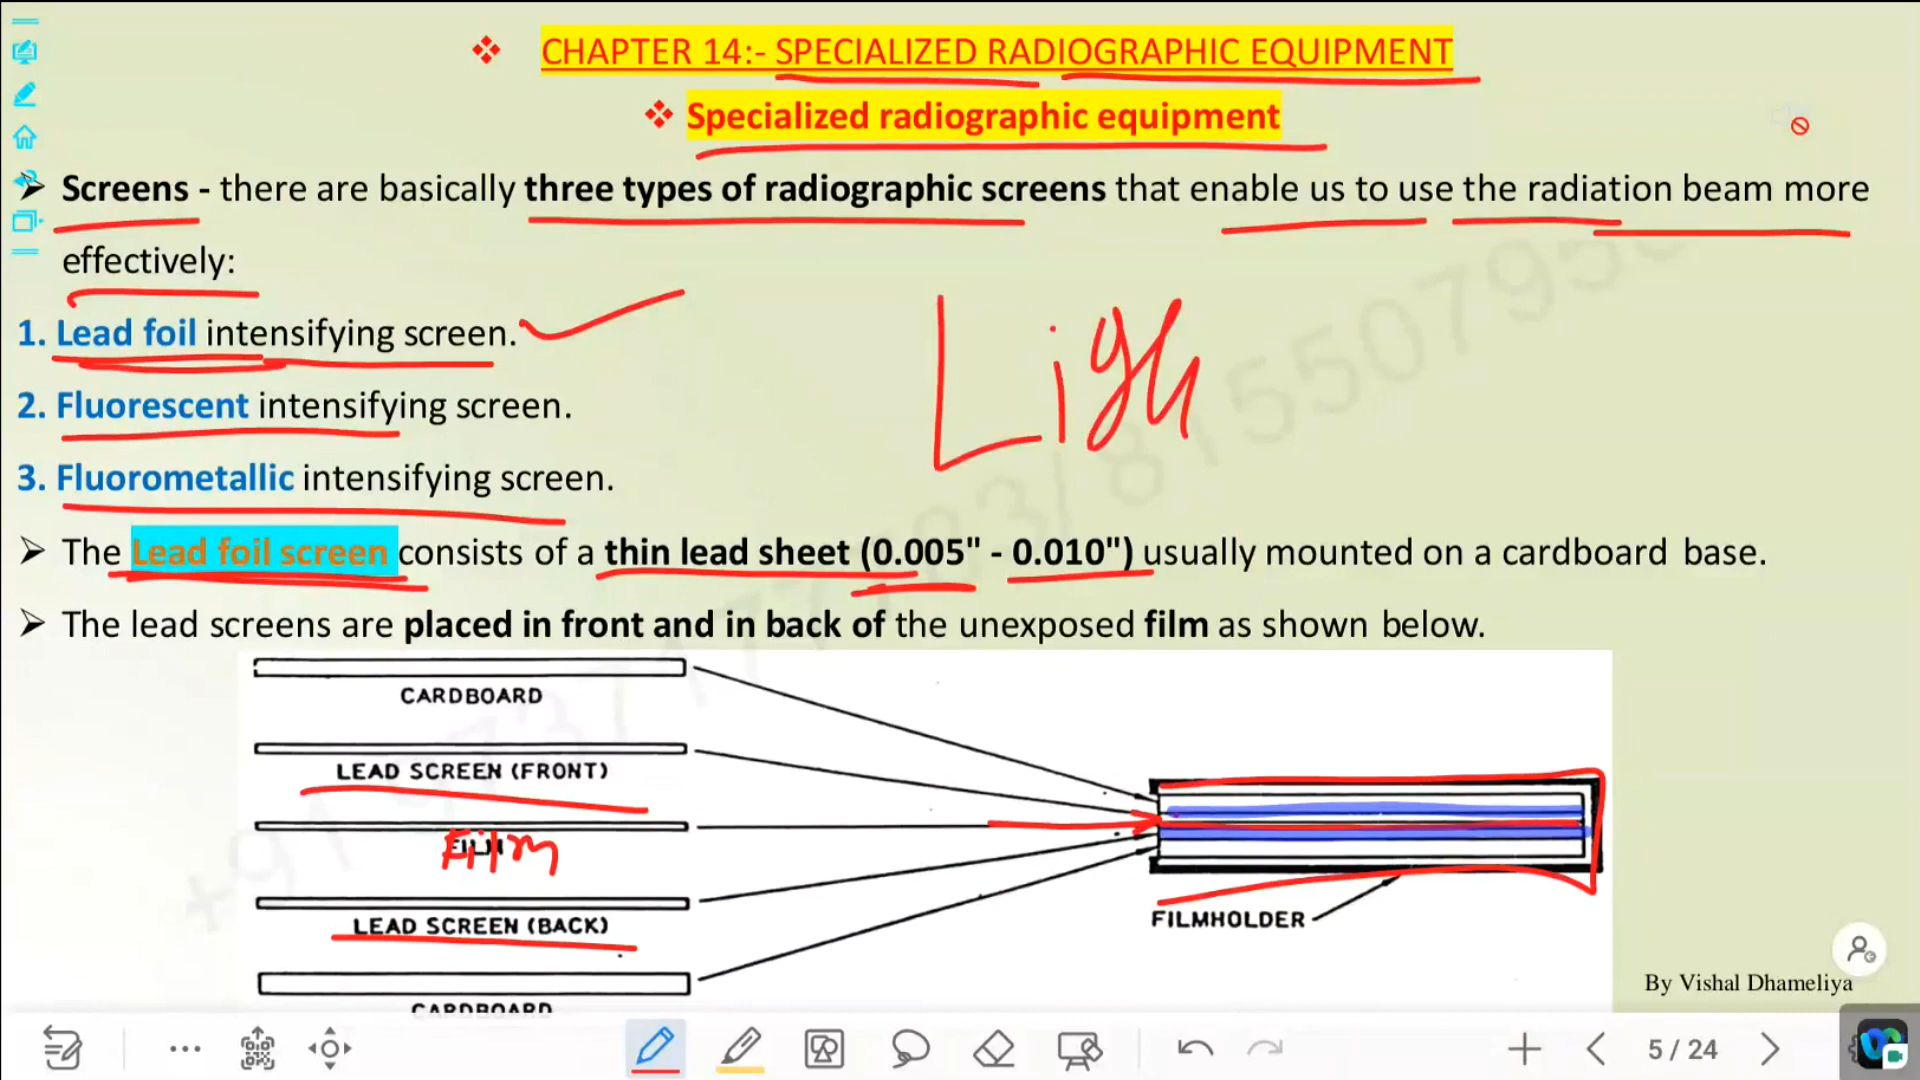 ❖ CHAPTER 14:- SPECIALIZED RADIOGRAPHIC EQUIPMENT
❖ Specialized radiographic equipment
➢ Screens - there are basically three types of radiographic screens that enable us to use the radiation beam more
effectively:
1. Lead foil intensifying screen.
2. Fluorescent intensifying screen.
3. Fluorometallic intensifying screen.
Ligh
➢ The Lead foil screen consists of a thin lead sheet (0.005" - 0.010") usually mounted on a cardboard base.
➢ The lead screens are placed in front and in back of the unexposed film as shown below.
CARDBOARD
LEAD SCREEN (FRONT)
FILM
Film
LEAD SCREEN (BACK)
FILMHOLDER
CARDBOARD
By Vishal Dhameliya
5 / 24